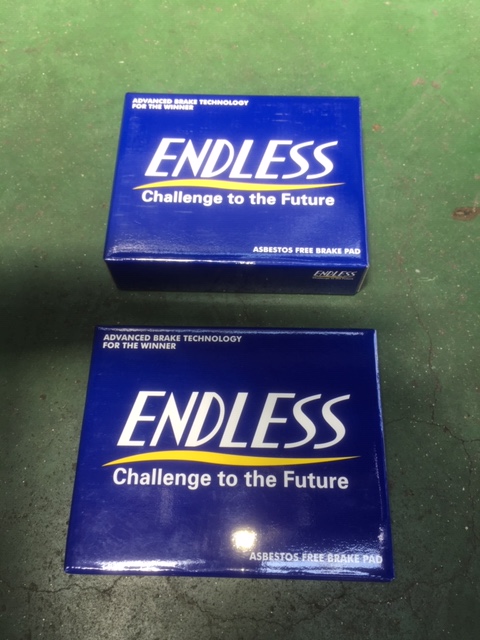 ADVANCED BRAKE TECHNOLOGY
FOR THE WINNER
ENDLESS
Challenge to the Future
ASBESTOS FREE BRAKE PAD
ENDLESS
ADVANCED BRAKE TECHNOLOGY
FOR THE WINNER
ENDLESS
Challenge to the Future
ASBESTOS FREE BRAKE PAD